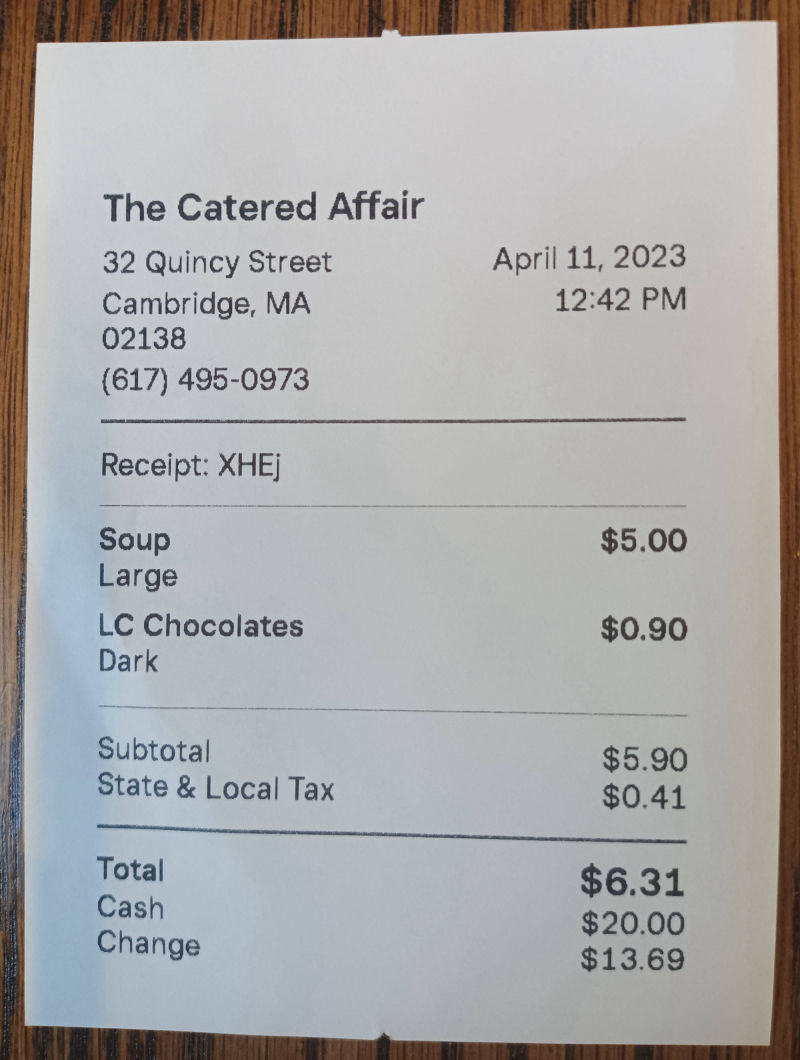 The Catered Affair
32 Quincy Street April 11, 2023
Cambridge, MA 12:42 PM
02138
(617) 495-0973
Receipt: XHEj
Soup $5.00
Large
LC Chocolates $0.90
Dark
Subtotal $5.90
State & Local Tax $0.41
Total $6.31
Cash $20.00
Change $13.69